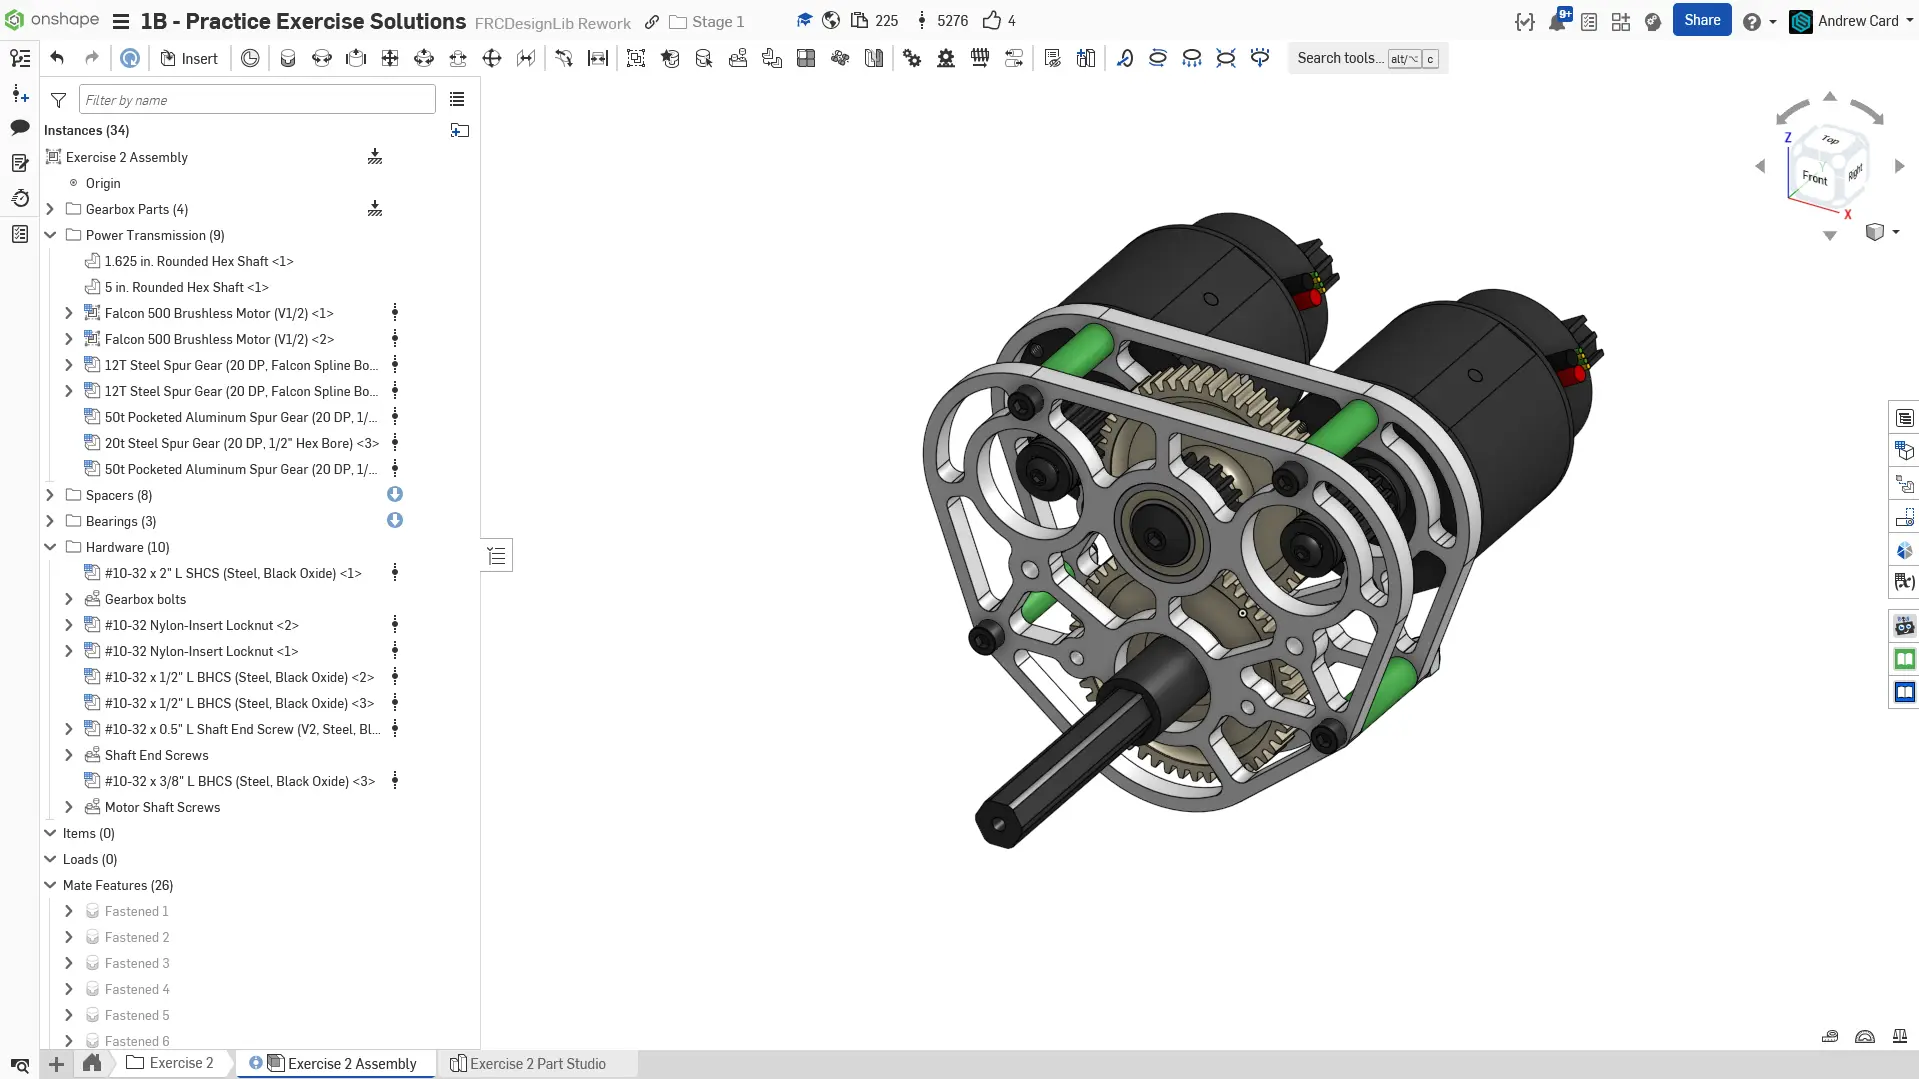 onshape
1B - Practice Exercise Solutions
FRCDesignLib Rework
Stage 1
225
5276
4
9+
Share
Andrew Card
Insert
Search tools... alt/⌥ c
Filter by name
Instances (34)
Exercise 2 Assembly
Origin
Gearbox Parts (4)
Power Transmission (9)
1.625 in. Rounded Hex Shaft <1>
5 in. Rounded Hex Shaft <1>
Falcon 500 Brushless Motor (V1/2) <1>
Falcon 500 Brushless Motor (V1/2) <2>
12T Steel Spur Gear (20 DP, Falcon Spline Bo...
12T Steel Spur Gear (20 DP, Falcon Spline Bo...
50t Pocketed Aluminum Spur Gear (20 DP, 1/...
20t Steel Spur Gear (20 DP, 1/2" Hex Bore) <3>
50t Pocketed Aluminum Spur Gear (20 DP, 1/...
Spacers (8)
Bearings (3)
Hardware (10)
#10-32 x 2" L SHCS (Steel, Black Oxide) <1>
Gearbox bolts
#10-32 Nylon-Insert Locknut <2>
#10-32 Nylon-Insert Locknut <1>
#10-32 x 1/2" L BHCS (Steel, Black Oxide) <2>
#10-32 x 1/2" L BHCS (Steel, Black Oxide) <3>
#10-32 x 0.5" L Shaft End Screw (V2, Steel, Bl...
Shaft End Screws
#10-32 x 3/8" L BHCS (Steel, Black Oxide) <3>
Motor Shaft Screws
Items (0)
Loads (0)
Mate Features (26)
Fastened 1
Fastened 2
Fastened 3
Fastened 4
Fastened 5
Fastened 6
Z
Top
Front
Right
X
Exercise 2
Exercise 2 Assembly
Exercise 2 Part Studio